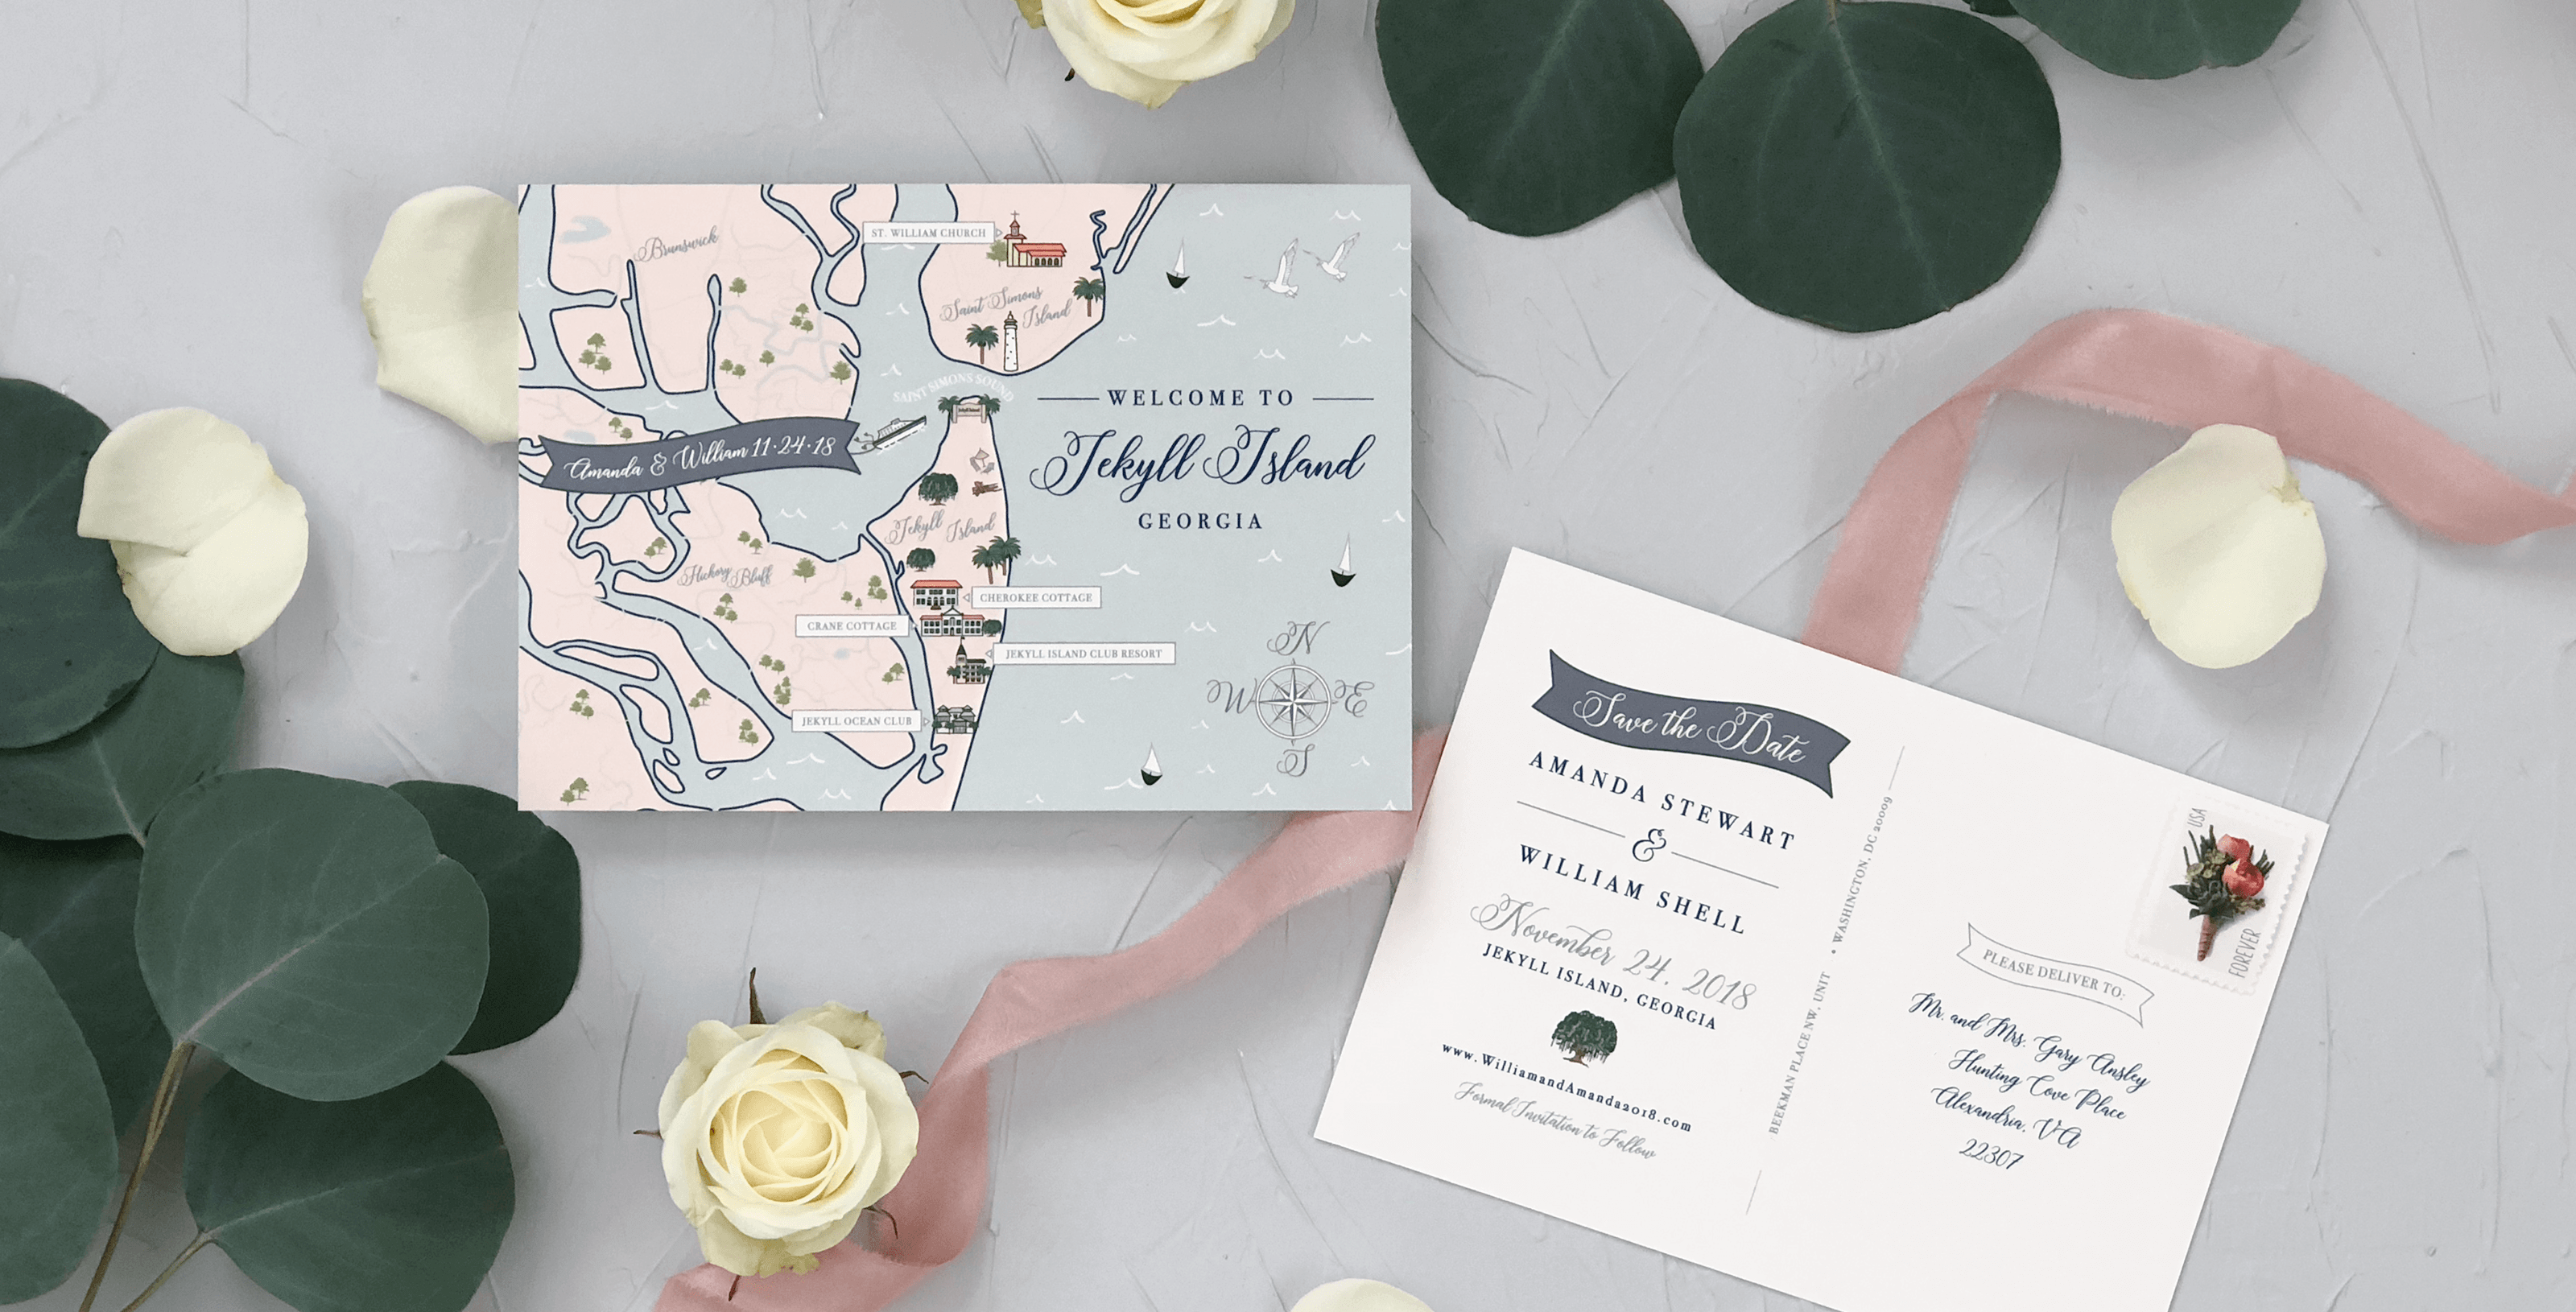 Brunswick
ST. WILLIAM CHURCH
Saint Simons
Island
SAINT SIMONS SOUND
Amanda & William 11·24·18
WELCOME TO
Jekyll Island
GEORGIA
Jekyll Island
Hickory Bluff
CHEROKEE COTTAGE
CRANE COTTAGE
JEKYLL ISLAND CLUB RESORT
JEKYLL OCEAN CLUB
N
W E
S
Save the Date
AMANDA STEWART
&
WILLIAM SHELL
November 24, 2018
JEKYLL ISLAND, GEORGIA
www.WilliamandAmanda2018.com
Formal Invitation to Follow
BEEKMAN PLACE NW, UNIT • WASHINGTON, DC 20009
USA
FOREVER
PLEASE DELIVER TO:
Mr. and Mrs. Gary Ansley
Hunting Cove Place
Alexandria, VA
22307